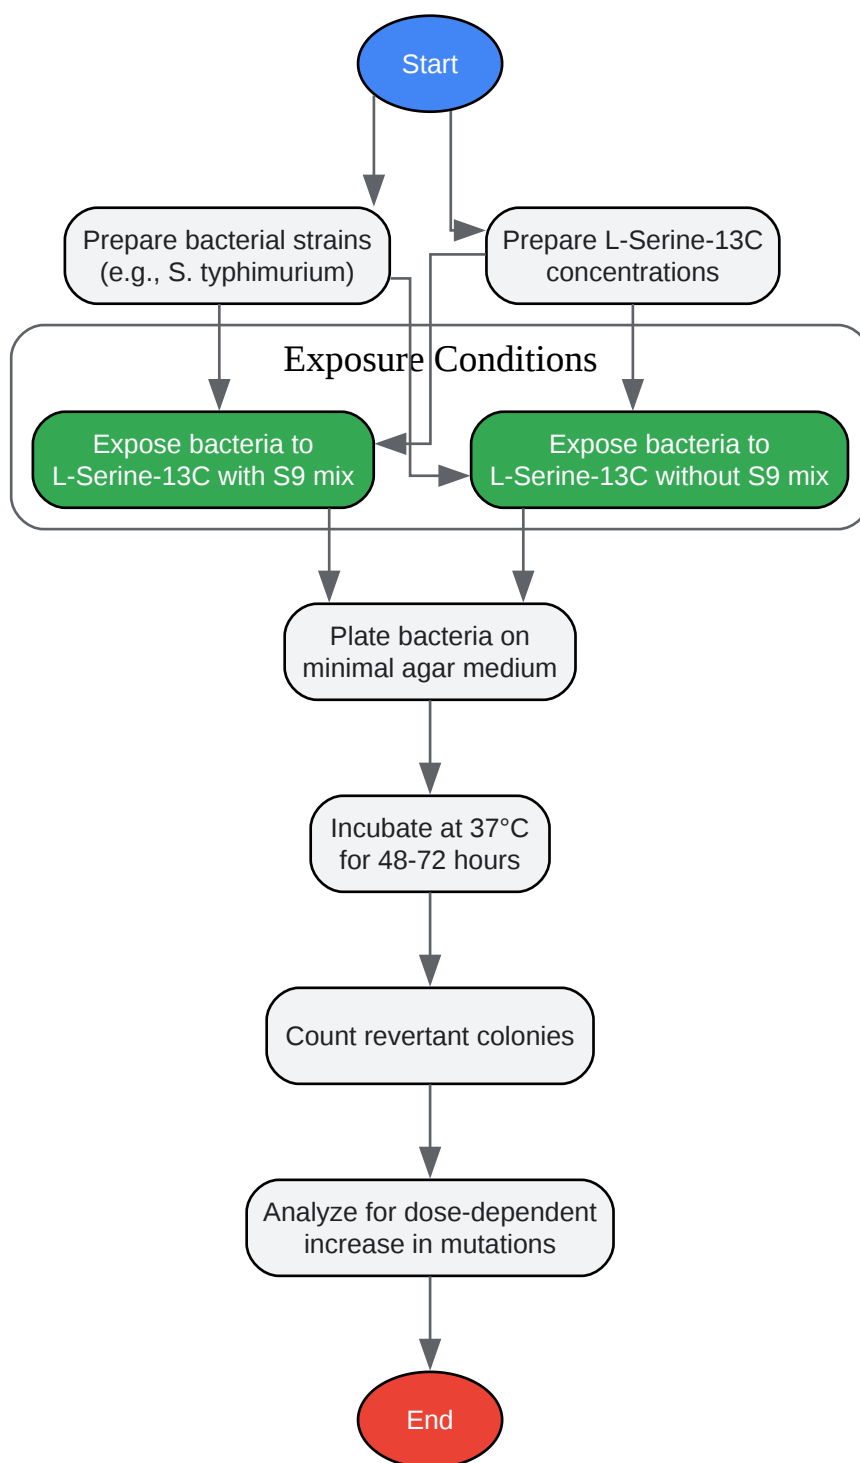 Start
Prepare bacterial strains
(e.g., S. typhimurium)
Prepare L-Serine-13C
concentrations
Exposure Conditions
Expose bacteria to
L-Serine-13C with S9 mix
Expose bacteria to
L-Serine-13C without S9 mix
Plate bacteria on
minimal agar medium
Incubate at 37°C
for 48-72 hours
Count revertant colonies
Analyze for dose-dependent
increase in mutations
End